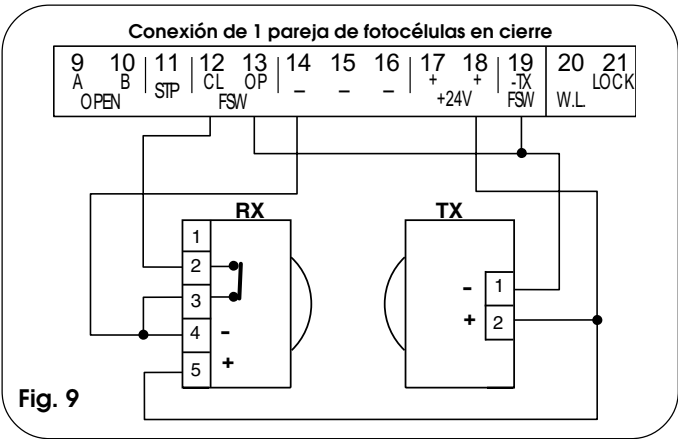 Conexión de 1 pareja de fotocélulas en cierre
9 10 11 12 13 14 15 16 17 18 19 20 21
A B STP CL OP – – – + + -TX W.L. LOCK
OPEN FSW +24V FSW
RX TX
1
2
3
4 -
5 +
- 1
+ 2
Fig. 9